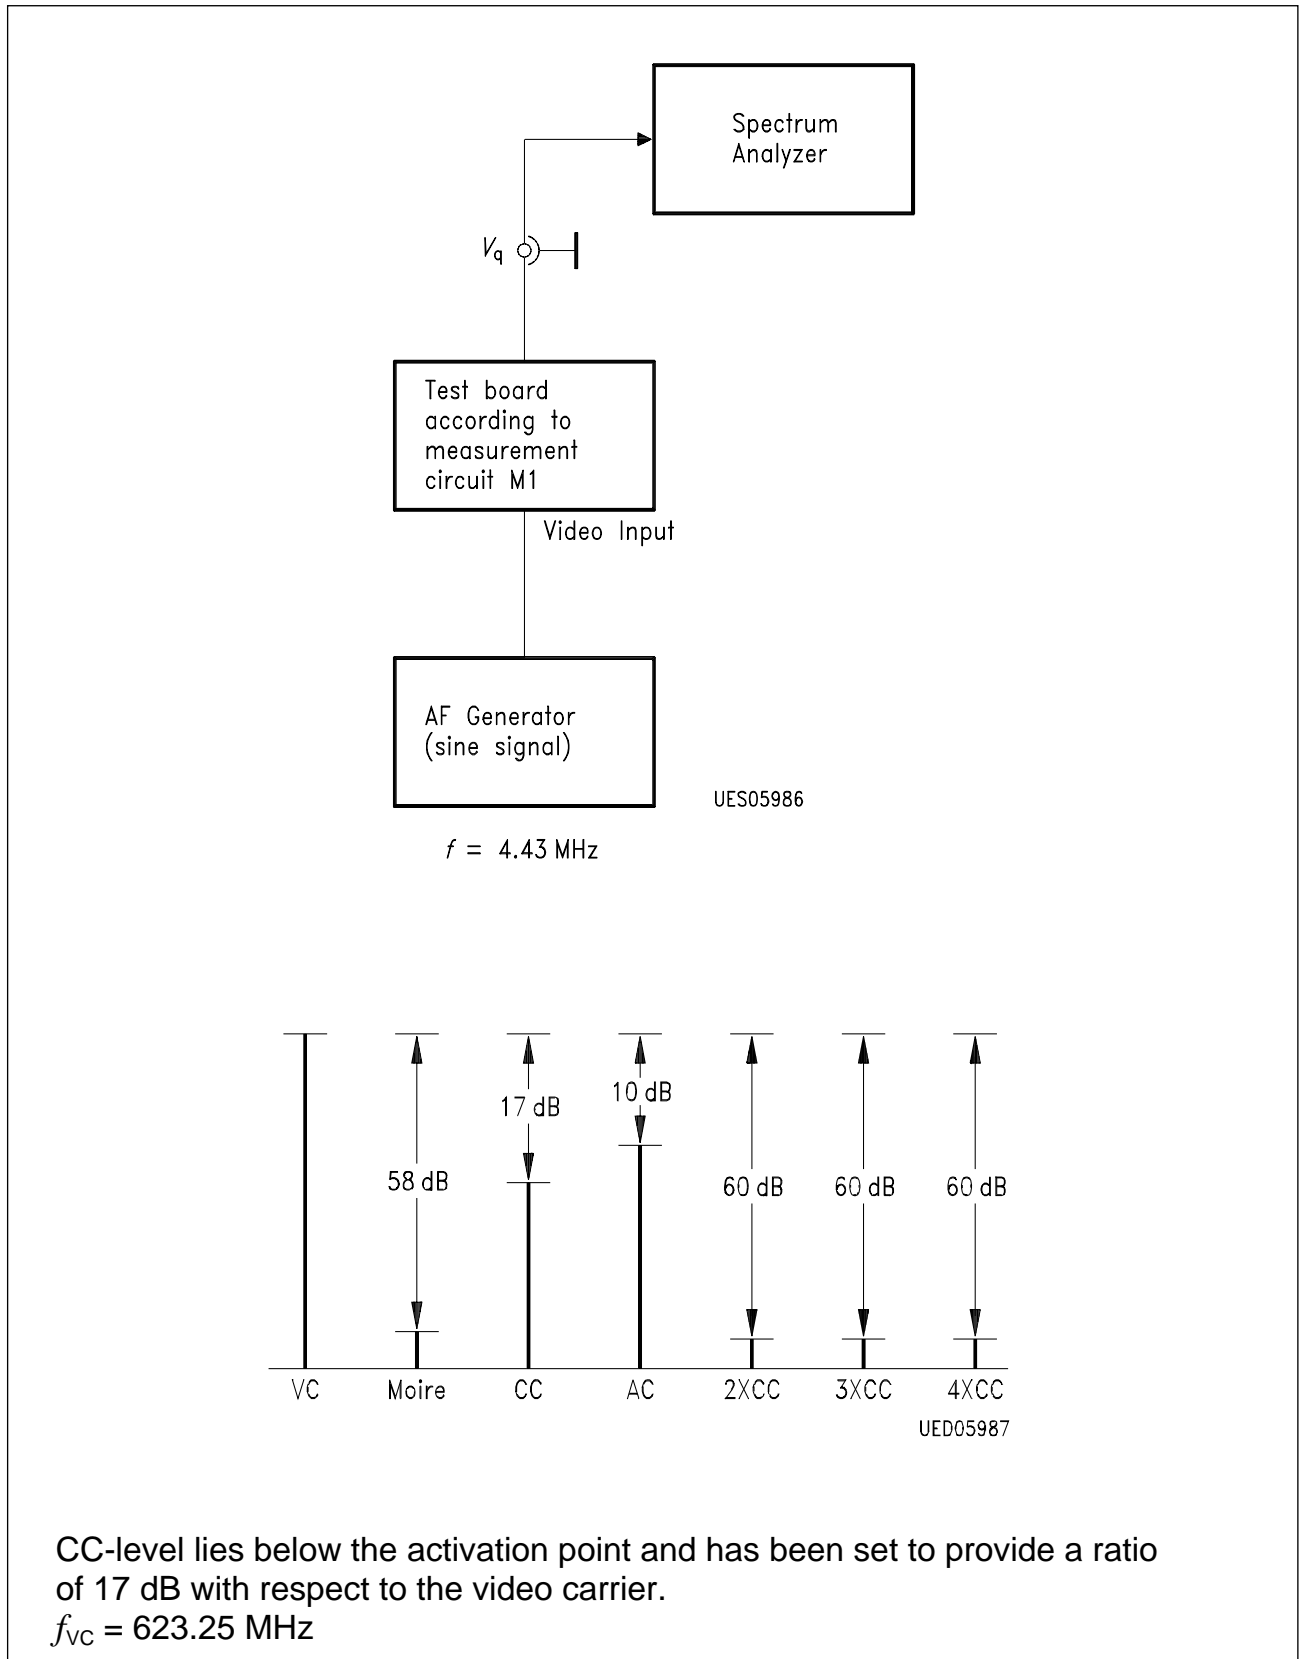 Spectrum
Analyzer
Vq
Test board
according to
measurement
circuit M1
Video Input
AF Generator
(sine signal)
UES05986
f = 4.43 MHz
10 dB
17 dB
58 dB
60 dB
60 dB
60 dB
VC
Moire
CC
AC
2XCC
3XCC
4XCC
UED05987
CC-level lies below the activation point and has been set to provide a ratio
of 17 dB with respect to the video carrier.
fVC = 623.25 MHz